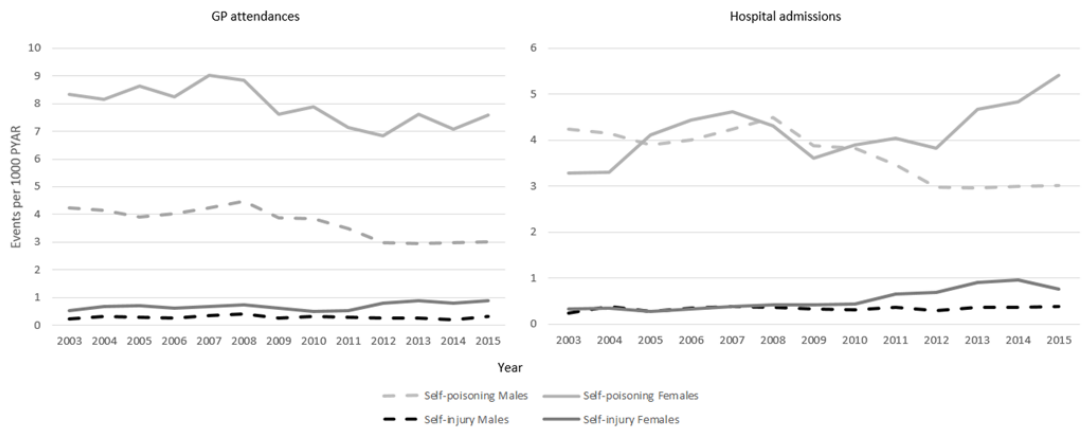 GP attendances
Hospital admissions
Events per 1000 PYAR
10
9
8
7
6
5
4
3
2
1
0
2003 2004 2005 2006 2007 2008 2009 2010 2011 2012 2013 2014 2015
6
5
4
3
2
1
0
2003 2004 2005 2006 2007 2008 2009 2010 2011 2012 2013 2014 2015
Year
Self-poisoning Males Self-poisoning Females
Self-injury Males Self-injury Females